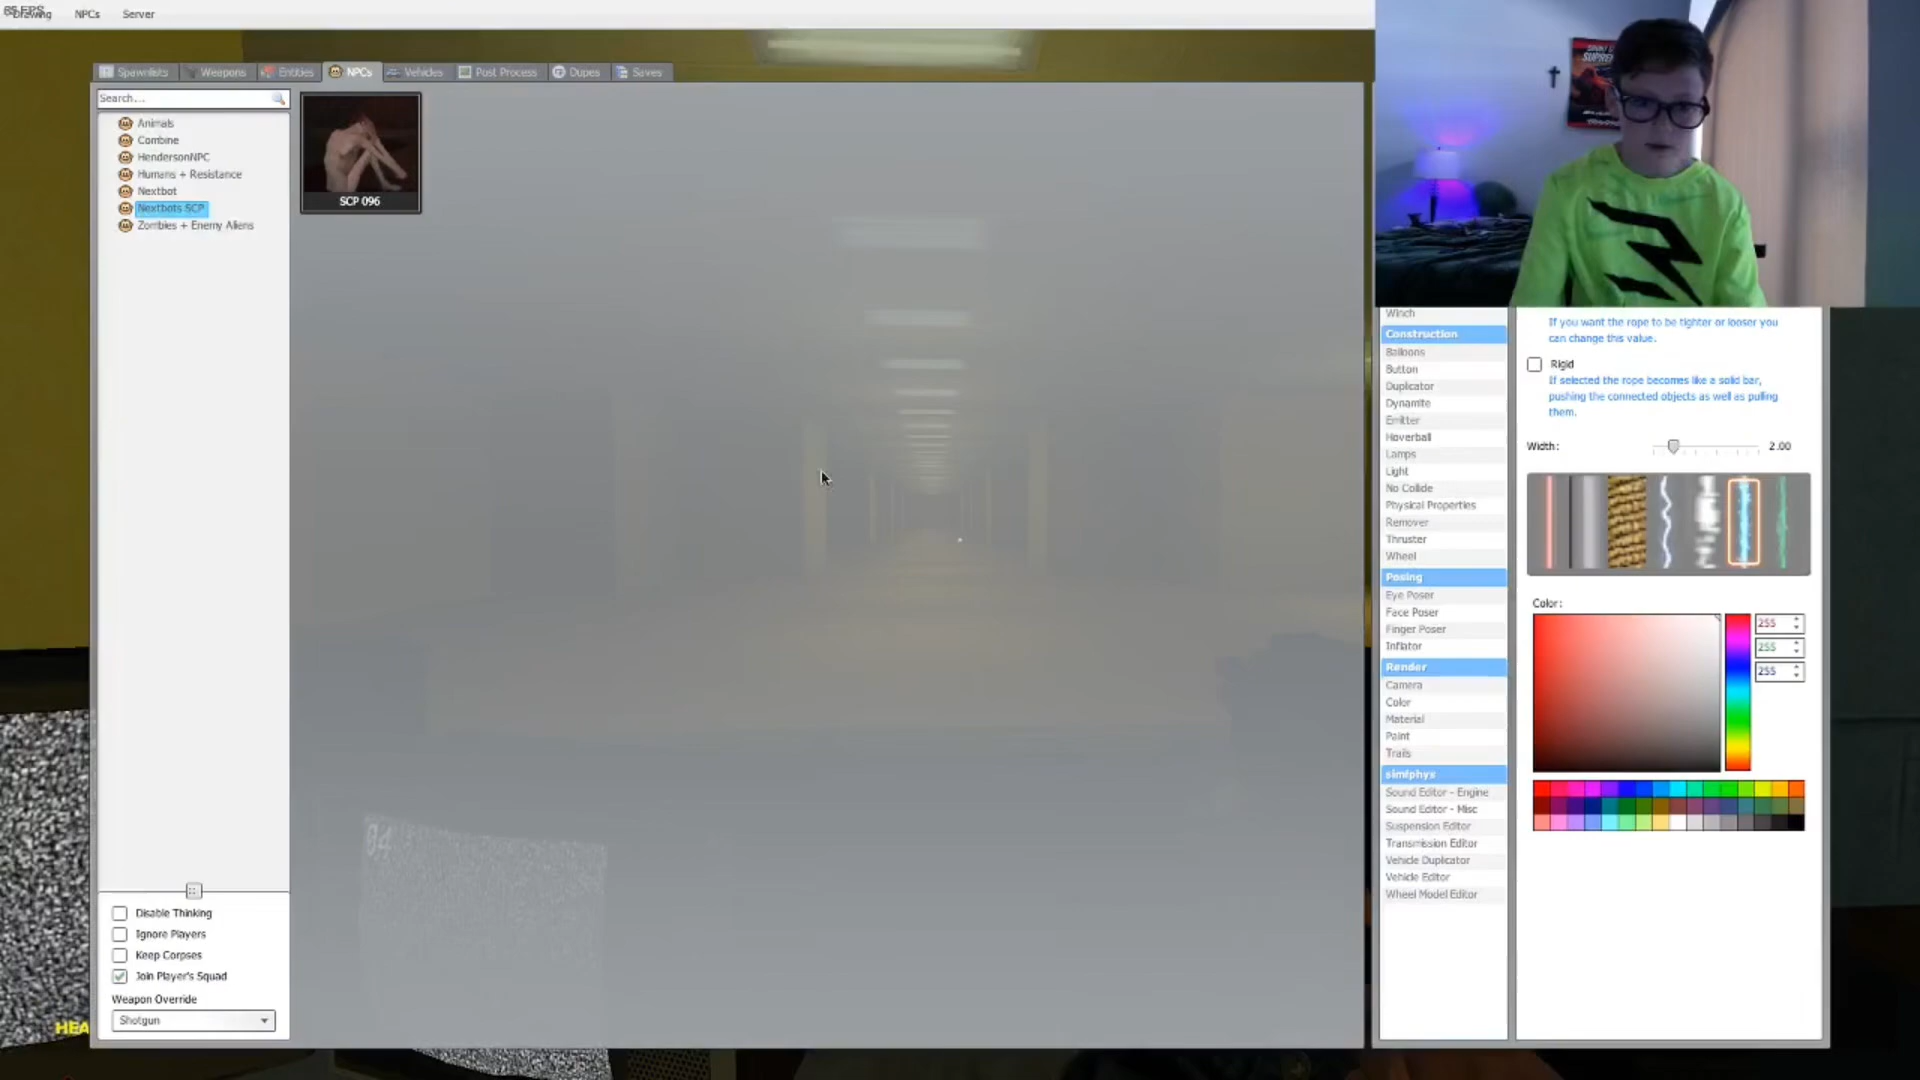 65 FPS
Drawing NPCs Server
Spawnlists Weapons Entities NPCs Vehicles Post Process Dupes Saves
Search...
Animals
Combine
HendersonNPC
Humans + Resistance
Nextbot
Nextbots SCP
Zombies + Enemy Aliens
SCP 096
Disable Thinking
Ignore Players
Keep Corpses
Join Player's Squad
Weapon Override
Shotgun
HEA
04
Winch
Construction
Balloons
Button
Duplicator
Dynamite
Emitter
Hoverball
Lamps
Light
No Collide
Physical Properties
Remover
Thruster
Wheel
Posing
Eye Poser
Face Poser
Finger Poser
Inflator
Render
Camera
Color
Material
Paint
Trails
simfphys
Sound Editor - Engine
Sound Editor - Misc
Suspension Editor
Transmission Editor
Vehicle Duplicator
Vehicle Editor
Wheel Model Editor
If you want the rope to be tighter or looser you
can change this value.
Rigid
If selected the rope becomes like a solid bar,
pushing the connected objects as well as pulling
them.
Width: 2.00
Color:
255
255
255